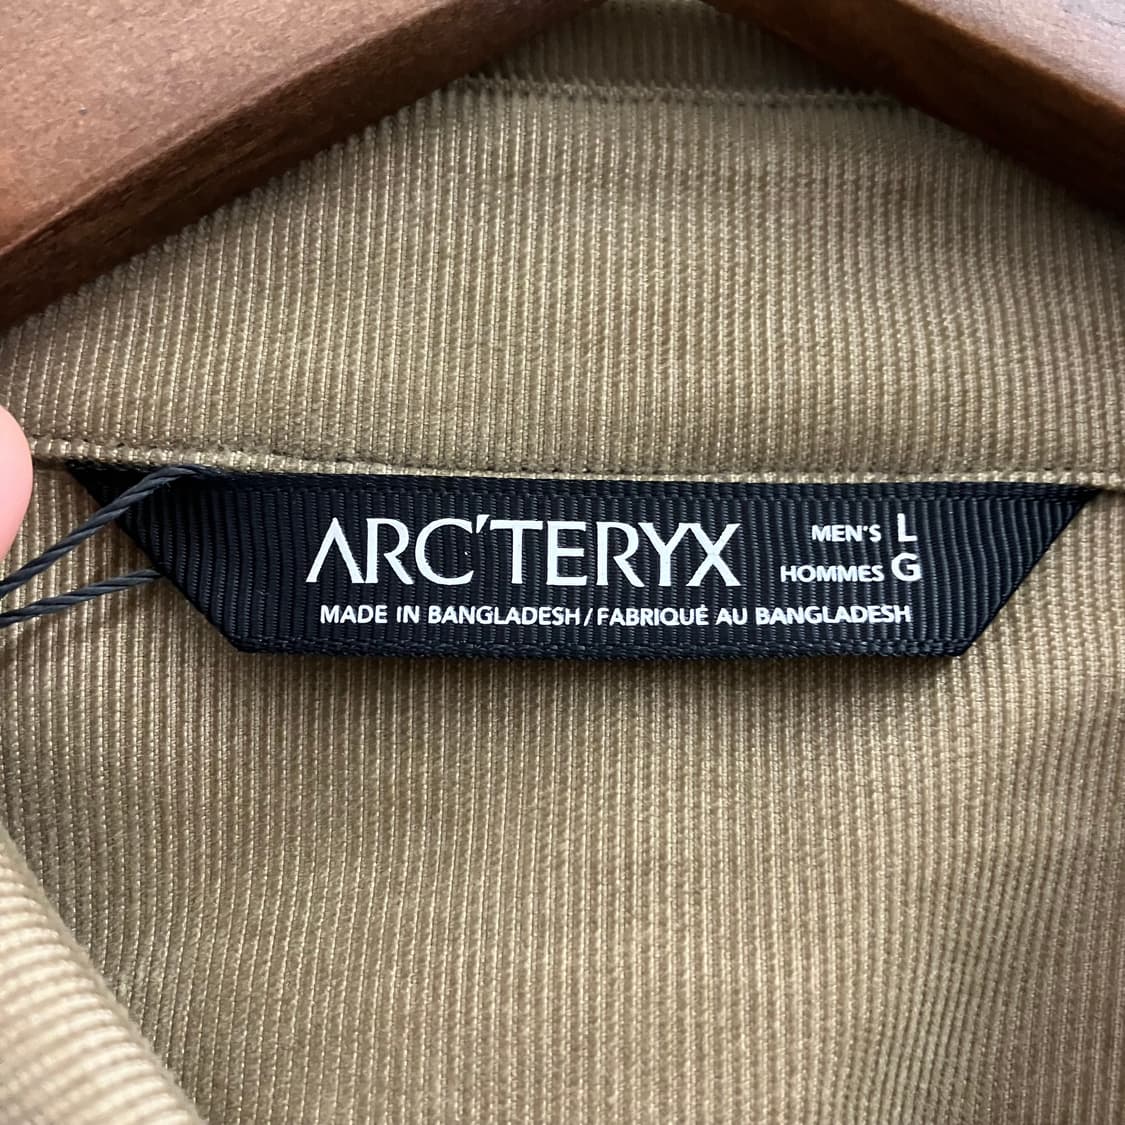 ARC'TERYX MEN'S L
HOMMES G
MADE IN BANGLADESH/FABRIQUÉ AU BANGLADESH